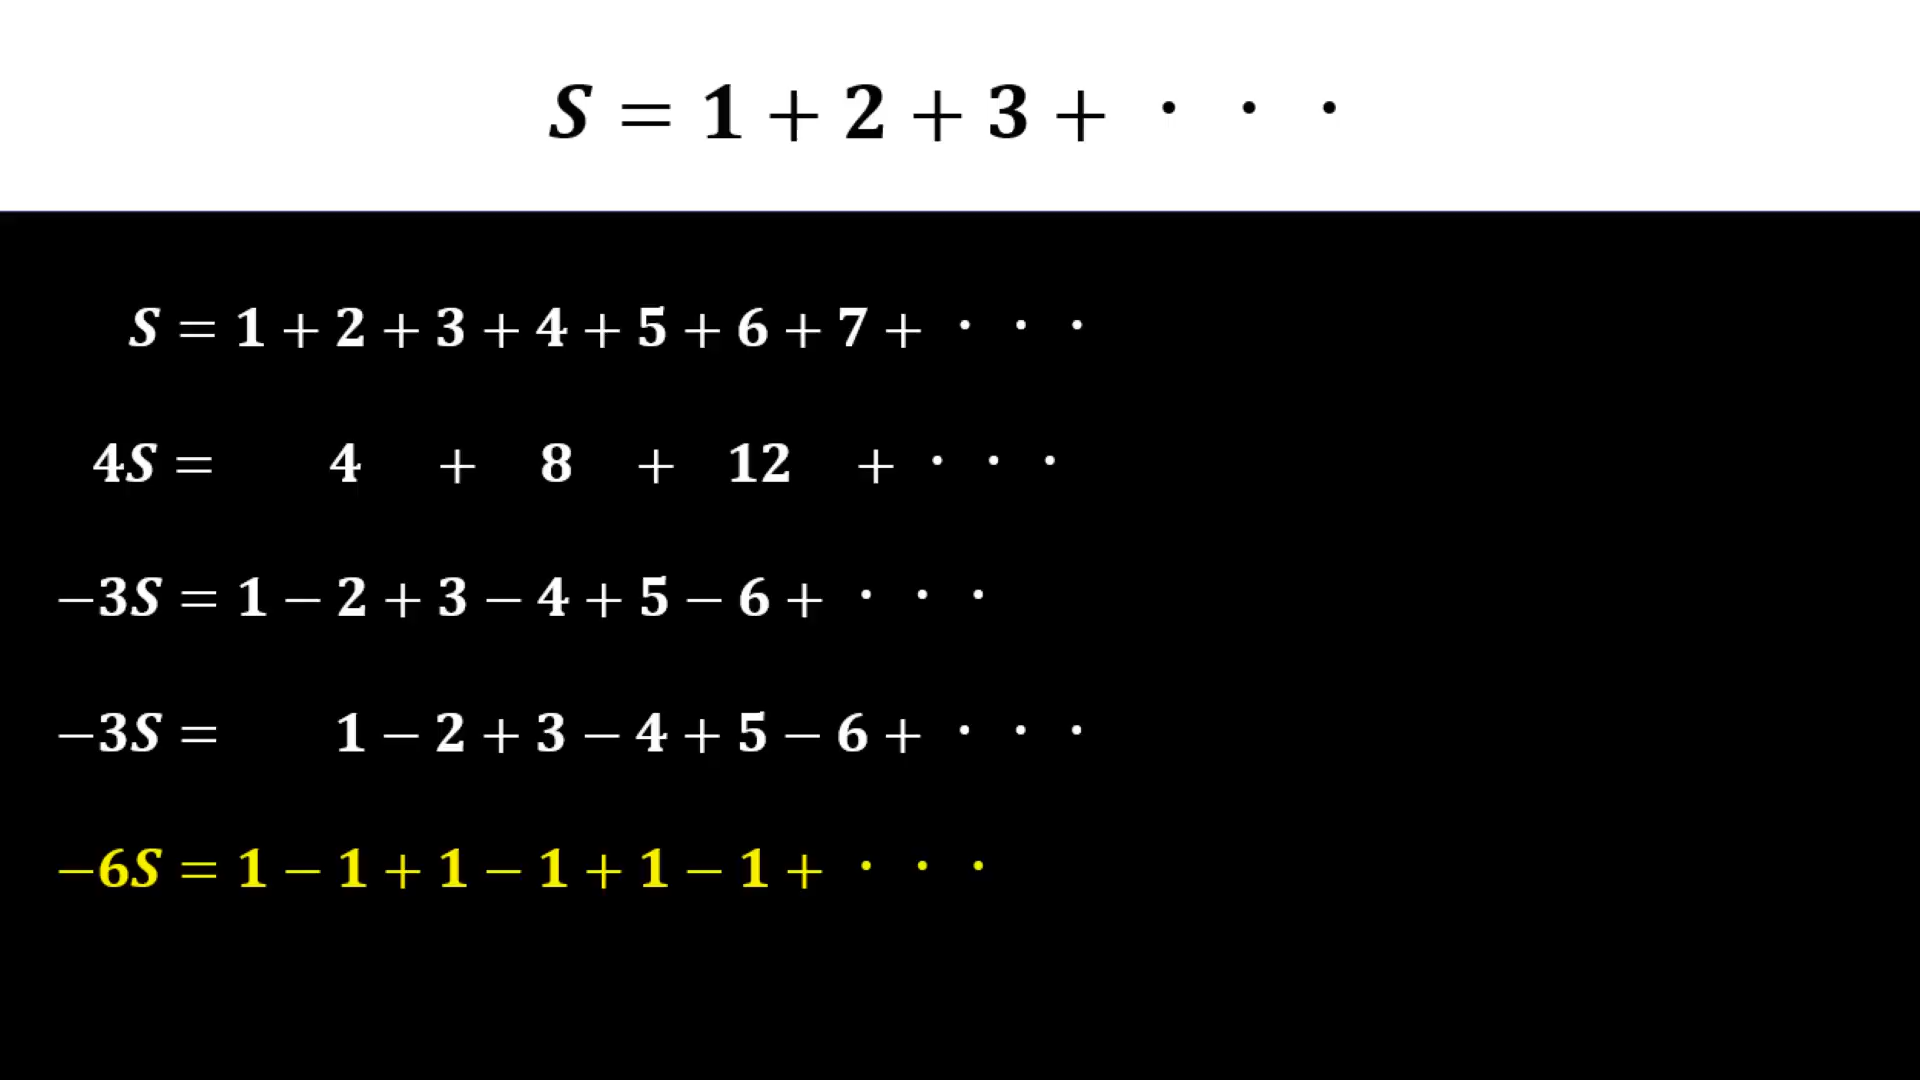 S = 1 + 2 + 3 + · · ·
S = 1 + 2 + 3 + 4 + 5 + 6 + 7 + · · ·
4S = 4 + 8 + 12 + · · ·
−3S = 1 − 2 + 3 − 4 + 5 − 6 + · · ·
−3S = 1 − 2 + 3 − 4 + 5 − 6 + · · ·
−6S = 1 − 1 + 1 − 1 + 1 − 1 + · · ·